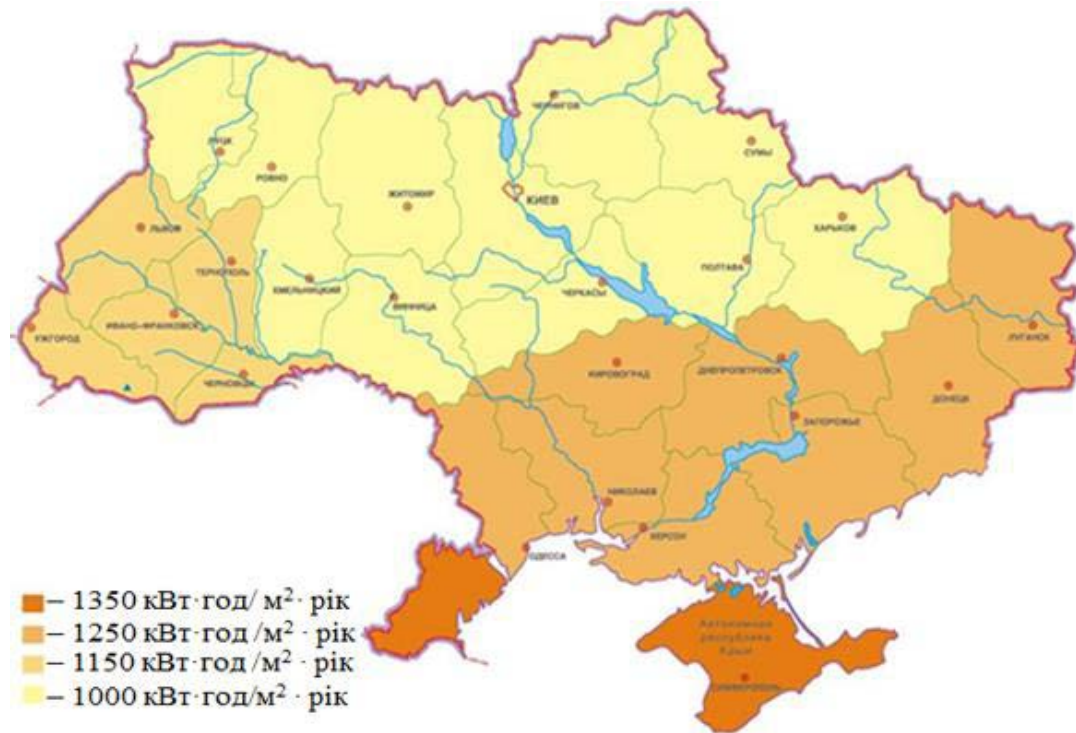 ЧЕРНИГОВ
СУМЫ
ЛУЦК
РОВНО
ЖИТОМИР
КИЕВ
ХАРЬКОВ
ЛЬВОВ
ТЕРНОПОЛЬ
ПОЛТАВА
ХМЕЛЬНИЦКИЙ
ВИННИЦА
ЧЕРКАССЫ
ИВАНО-ФРАНКОВСК
УЖГОРОД
ЛУГАНСК
ЧЕРНОВЦЫ
КИРОВОГРАД
ДНЕПРОПЕТРОВСК
ДОНЕЦК
ЗАПОРОЖЬЕ
НИКОЛАЕВ
ХЕРСОН
ОДЕССА
Автономная
республика
Крым
СИМФЕРОПОЛЬ
– 1350 кВт·год/ м²· рік
– 1250 кВт·год /м²· рік
– 1150 кВт·год /м²· рік
– 1000 кВт·год/м² · рік